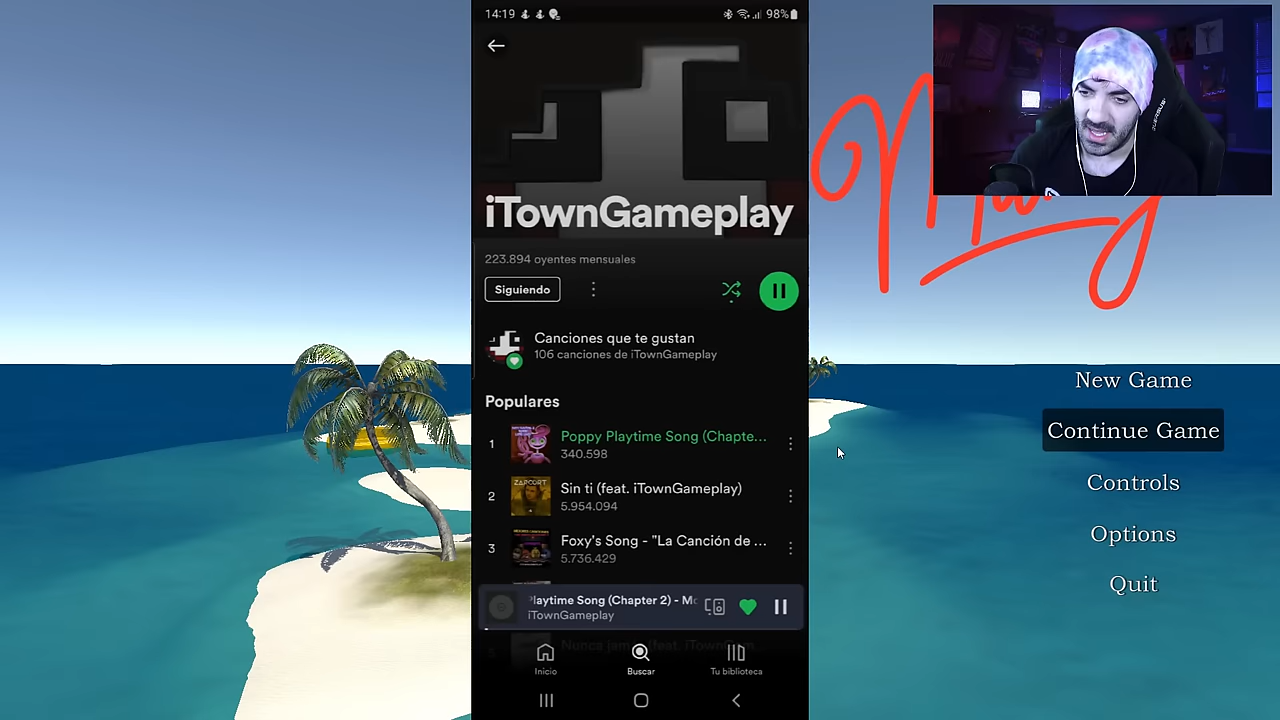 14:19
98%
iTownGameplay
223.894 oyentes mensuales
Siguiendo
Canciones que te gustan
106 canciones de iTownGameplay
Populares
1
Poppy Playtime Song (Chapte...
340.598
2
Sin ti (feat. iTownGameplay)
5.954.094
3
Foxy's Song - "La Canción de ...
5.736.429
Playtime Song (Chapter 2) - Mo
iTownGameplay
Inicio
Buscar
Tu biblioteca
New Game
Continue Game
Controls
Options
Quit